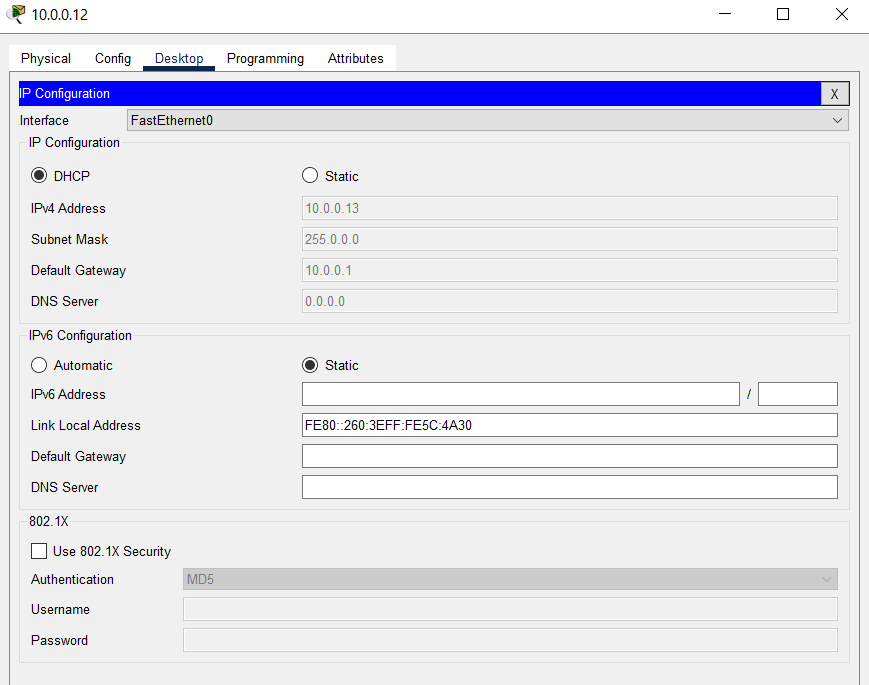 10.0.0.12
Physical Config Desktop Programming Attributes
IP Configuration X
Interface FastEthernet0
IP Configuration
DHCP Static
IPv4 Address 10.0.0.13
Subnet Mask 255.0.0.0
Default Gateway 10.0.0.1
DNS Server 0.0.0.0
IPv6 Configuration
Automatic Static
IPv6 Address /
Link Local Address FE80::260:3EFF:FE5C:4A30
Default Gateway
DNS Server
802.1X
Use 802.1X Security
Authentication MD5
Username
Password